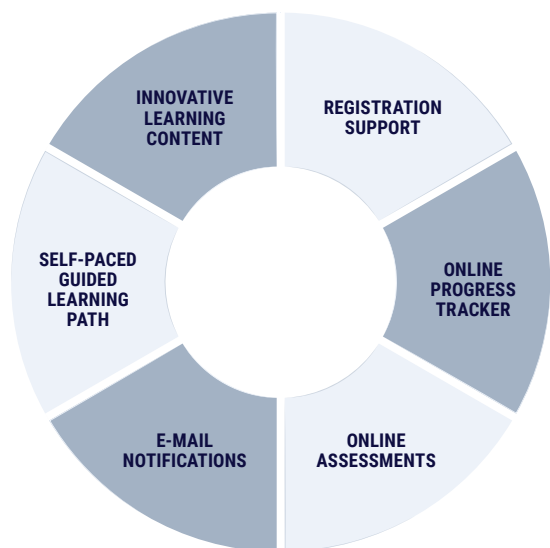 INNOVATIVE
LEARNING
CONTENT
REGISTRATION
SUPPORT
ONLINE
PROGRESS
TRACKER
ONLINE
ASSESSMENTS
E-MAIL
NOTIFICATIONS
SELF-PACED
GUIDED
LEARNING
PATH